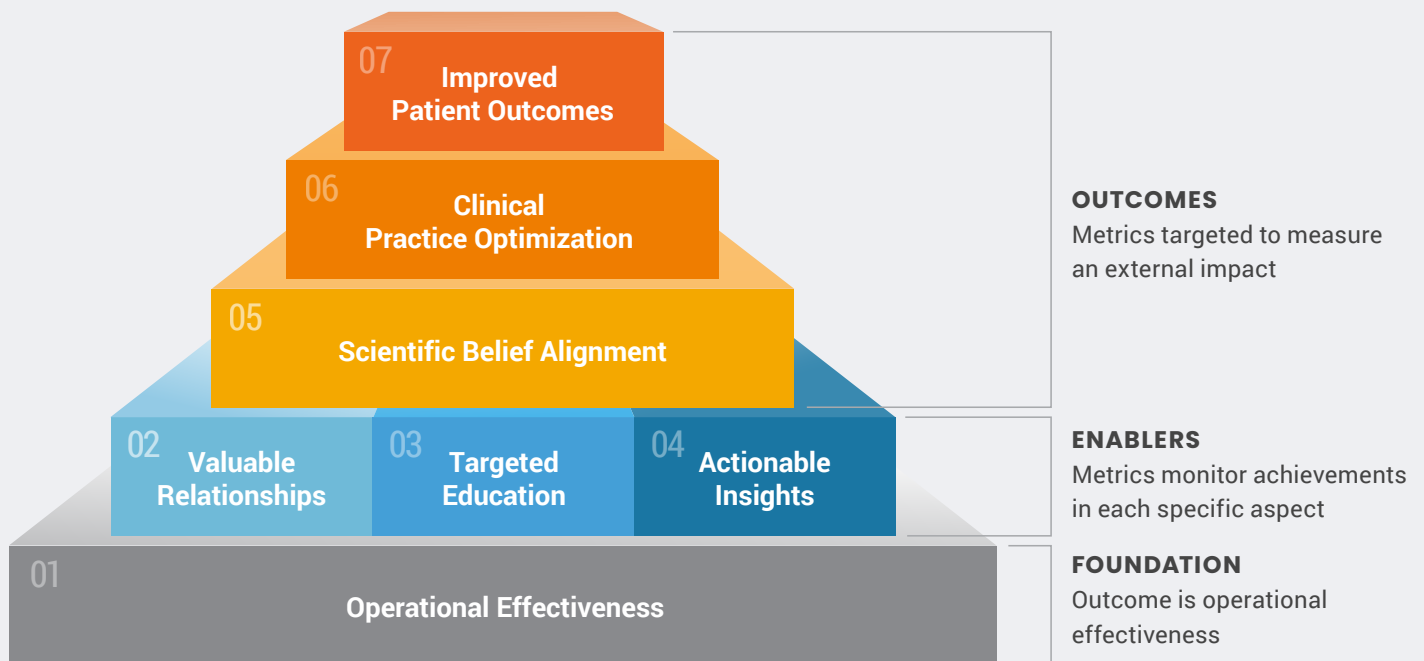 07
Improved
Patient Outcomes
06
Clinical
Practice Optimization
05
Scientific Belief Alignment
02
Valuable
Relationships
03
Targeted
Education
04
Actionable
Insights
01
Operational Effectiveness
OUTCOMES
Metrics targeted to measure
an external impact
ENABLERS
Metrics monitor achievements
in each specific aspect
FOUNDATION
Outcome is operational
effectiveness